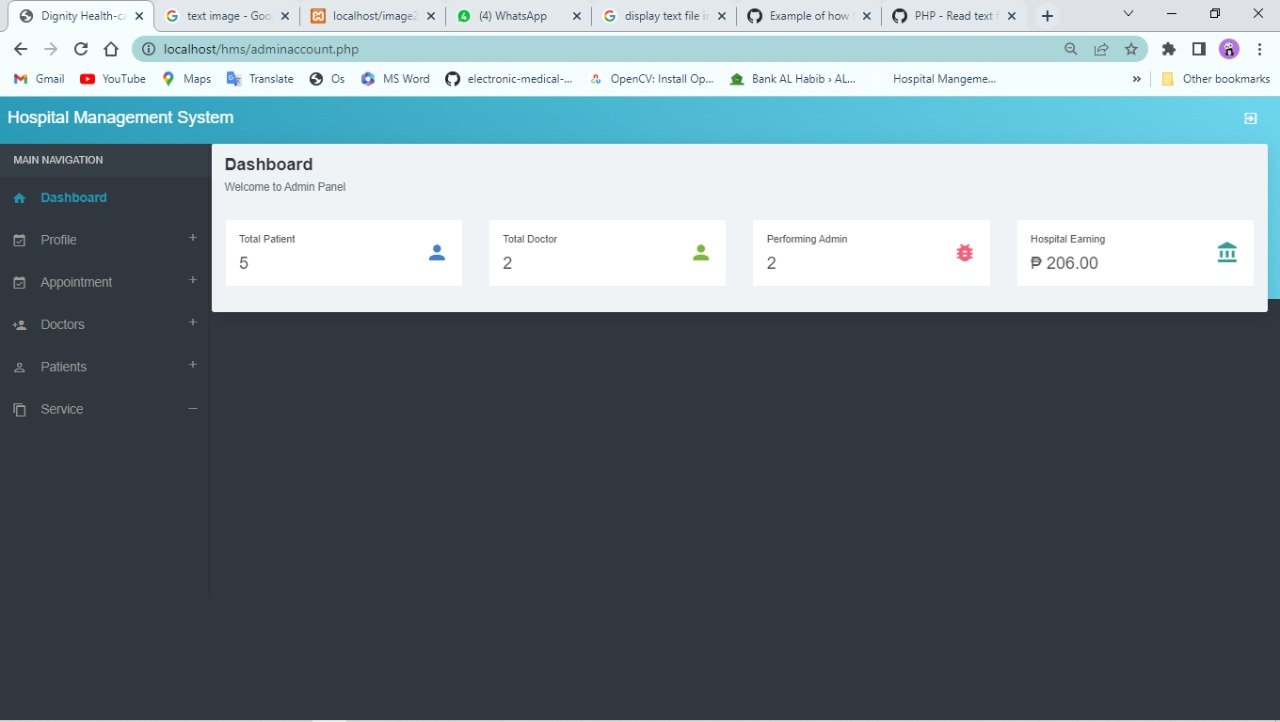 Dignity Health-ca
text image - Goo
localhost/image2
(4) WhatsApp
display text file in
Example of how
PHP - Read text f
localhost/hms/adminaccount.php
Gmail
YouTube
Maps
Translate
Os
MS Word
electronic-medical-...
OpenCV: Install Op...
Bank AL Habib › AL...
Hospital Mangeme...
»
Other bookmarks
Hospital Management System
MAIN NAVIGATION
Dashboard
Profile +
Appointment +
Doctors +
Patients +
Service –
Dashboard
Welcome to Admin Panel
Total Patient
5
Total Doctor
2
Performing Admin
2
Hospital Earning
₱ 206.00